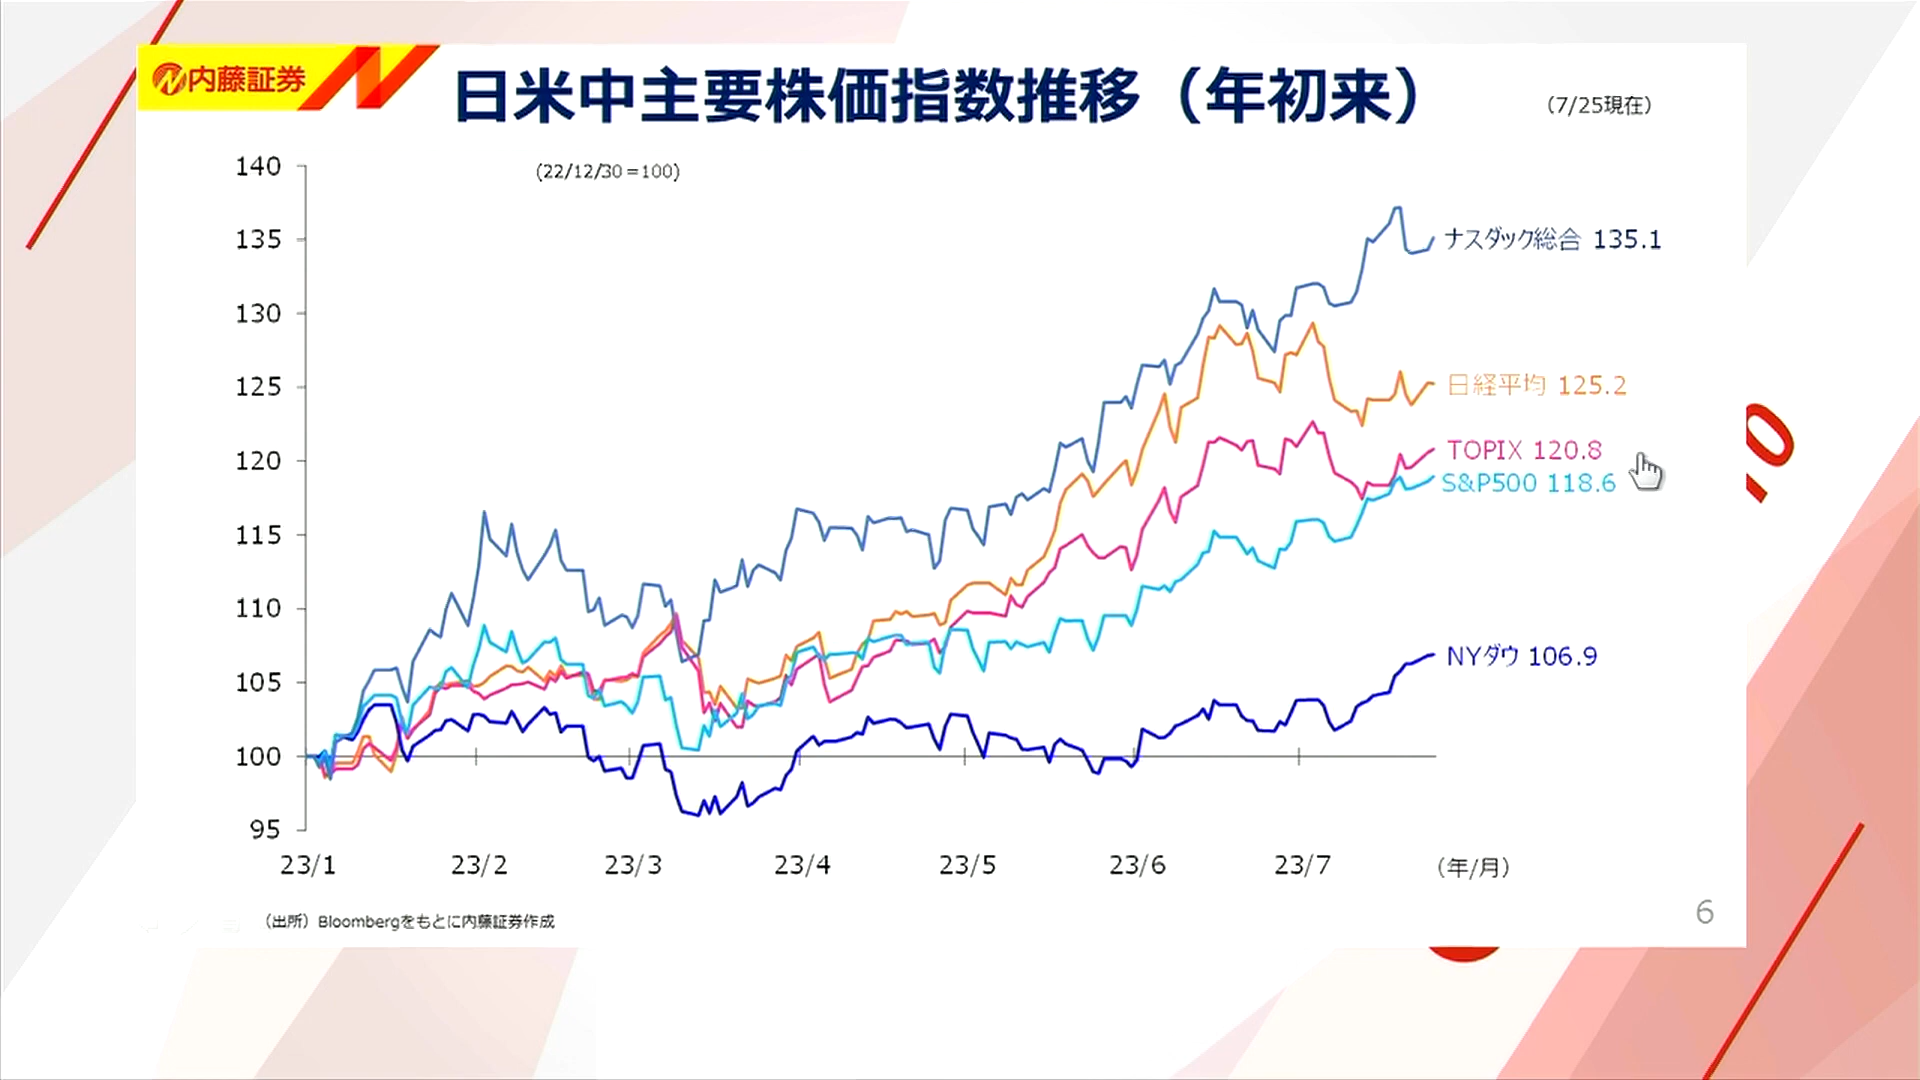 内藤証券
日米中主要株価指数推移（年初来）
（7/25現在）
(22/12/30＝100)
140
135
130
125
120
115
110
105
100
95
ナスダック総合 135.1
日経平均 125.2
TOPIX 120.8
S&P500 118.6
NYダウ 106.9
23/1 23/2 23/3 23/4 23/5 23/6 23/7 （年/月）
（出所）Bloombergをもとに内藤証券作成
6